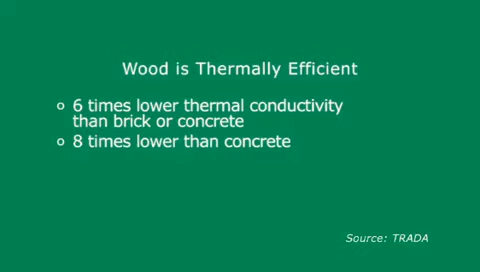 Wood is Thermally Efficient
o 6 times lower thermal conductivity
than brick or concrete
o 8 times lower than concrete
Source: TRADA